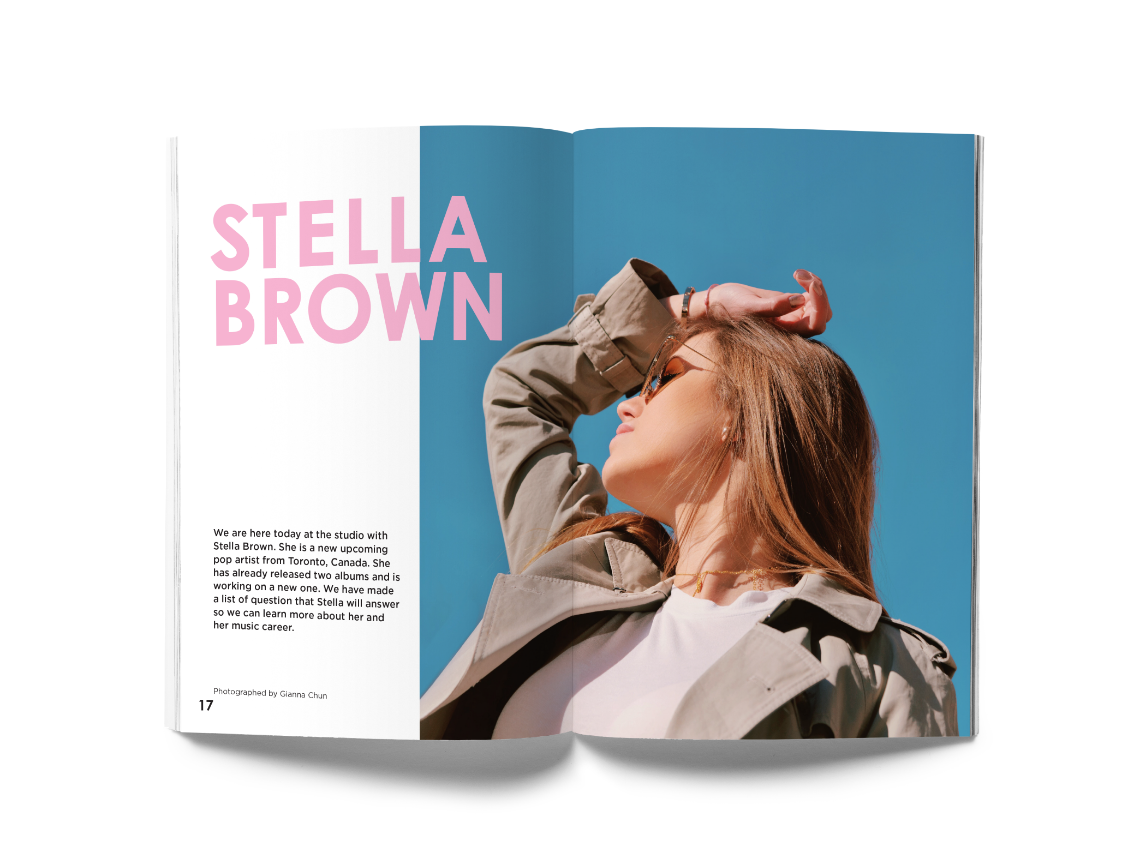 STELLA
BROWN
We are here today at the studio with
Stella Brown. She is a new upcoming
pop artist from Toronto, Canada. She
has already released two albums and is
working on a new one. We have made
a list of question that Stella will answer
so we can learn more about her and
her music career.
Photographed by Gianna Chun
17